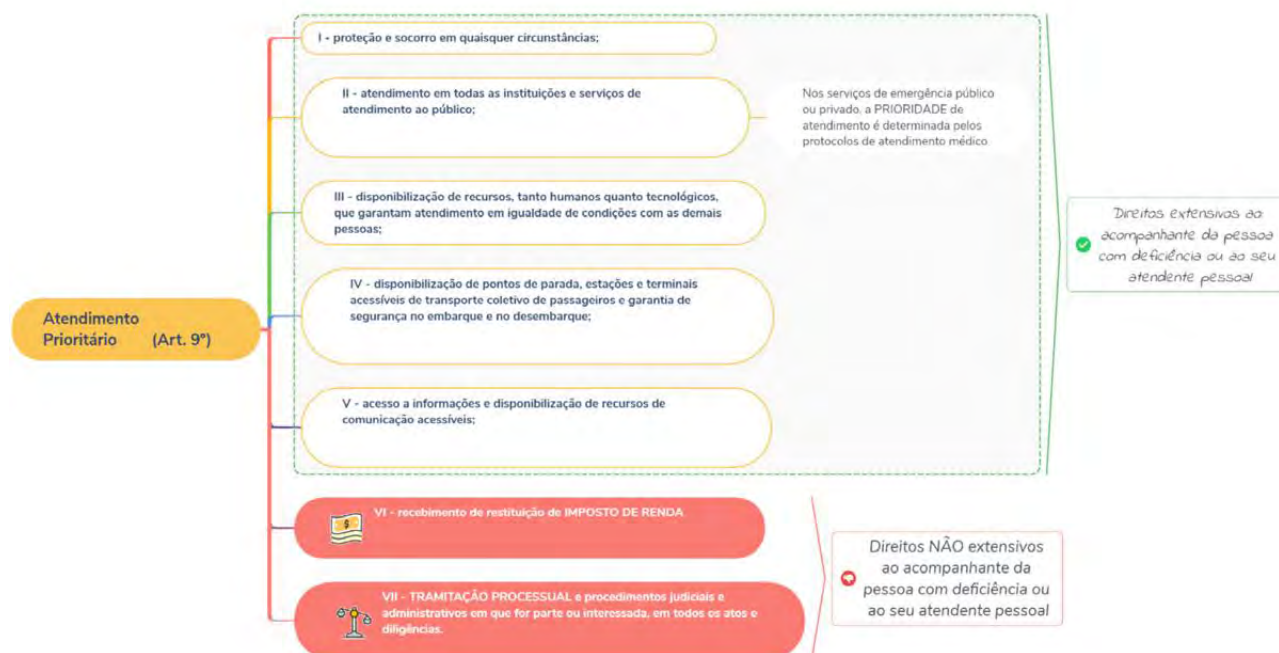 Atendimento
Prioritário (Art. 9º)
I - proteção e socorro em quaisquer circunstâncias;
II - atendimento em todas as instituições e serviços de
atendimento ao público;
Nos serviços de emergência público
ou privado, a PRIORIDADE de
atendimento é determinada pelos
protocolos de atendimento médico.
III - disponibilização de recursos, tanto humanos quanto tecnológicos,
que garantam atendimento em igualdade de condições com as demais
pessoas;
IV - disponibilização de pontos de parada, estações e terminais
acessíveis de transporte coletivo de passageiros e garantia de
segurança no embarque e no desembarque;
V - acesso a informações e disponibilização de recursos de
comunicação acessíveis;
Direitos extensivos ao
acompanhante da pessoa
com deficiência ou ao seu
atendente pessoal
VI - recebimento de restituição de IMPOSTO DE RENDA
VII - TRAMITAÇÃO PROCESSUAL e procedimentos judiciais e
administrativos em que for parte ou interessada, em todos os atos e
diligências.
Direitos NÃO extensivos
ao acompanhante da
pessoa com deficiência ou
ao seu atendente pessoal